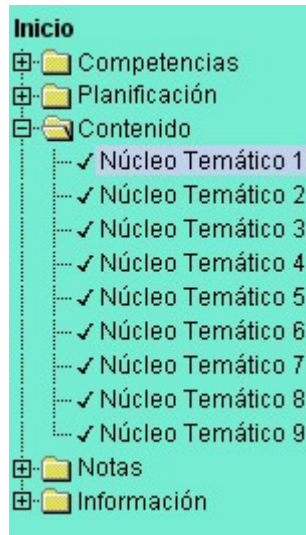 Inicio
Competencias
Planificación
Contenido
Núcleo Temático 1
Núcleo Temático 2
Núcleo Temático 3
Núcleo Temático 4
Núcleo Temático 5
Núcleo Temático 6
Núcleo Temático 7
Núcleo Temático 8
Núcleo Temático 9
Notas
Información